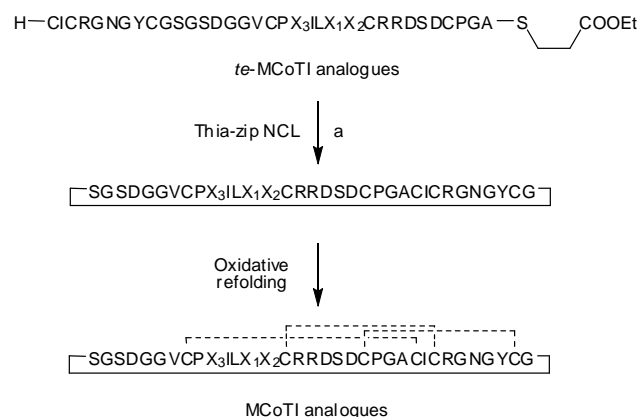 H—CICRGNGYCGSGSDGGVCPX₃ILX₁X₂CRRDSDCPGA—S COOEt
te-MCoTI analogues
Thia-zip NCL a
SGSDGGVCPX₃ILX₁X₂CRRDSDCPGACICRGNGYCG
Oxidative
refolding
SGSDGGVCPX₃ILX₁X₂CRRDSDCPGACICRGNGYCG
MCoTI analogues